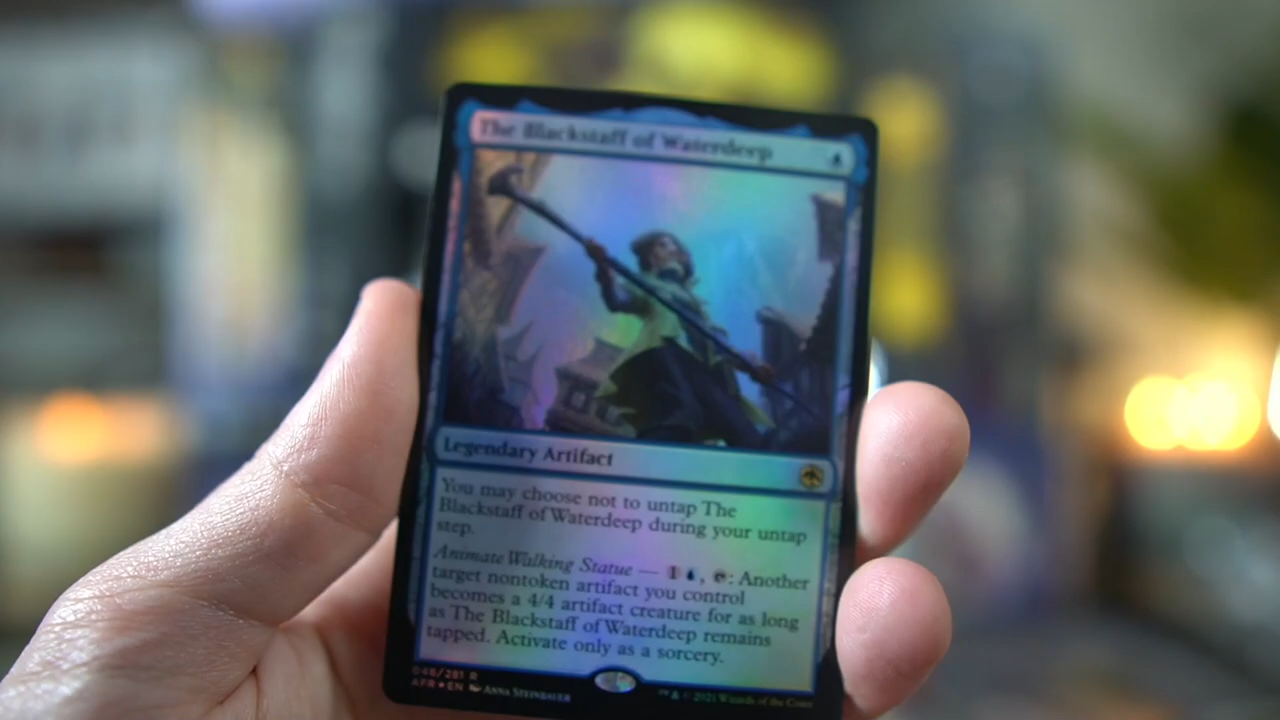 The Blackstaff of Waterdeep
Legendary Artifact
You may choose not to untap The
Blackstaff of Waterdeep during your untap
step.
Animate Walking Statue — 1 , : Another
target nontoken artifact you control
becomes a 4/4 artifact creature for as long
as The Blackstaff of Waterdeep remains
tapped. Activate only as a sorcery.
046/281 R
AFR★EN Anna Steinbauer
™ & © 2021 Wizards of the Coast